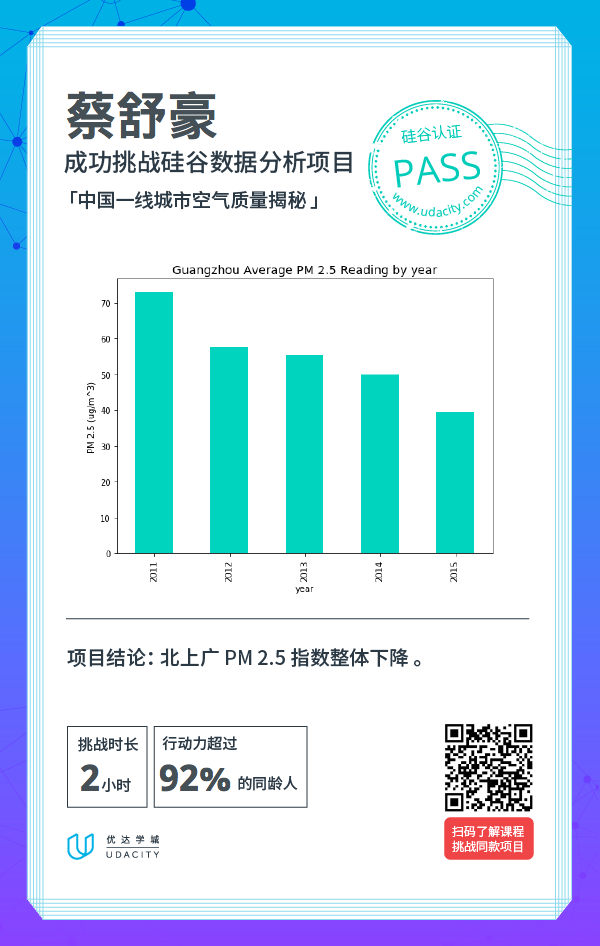 蔡舒豪
成功挑战硅谷数据分析项目
「中国一线城市空气质量揭秘」
硅谷认证
PASS
www.udacity.com
Guangzhou Average PM 2.5 Reading by year
PM 2.5 (ug/m^3)
70
60
50
40
30
20
10
0
2011
2012
2013
2014
2015
year
项目结论：北上广 PM 2.5 指数整体下降 。
挑战时长
2小时
行动力超过
92% 的同龄人
优达学城
UDACITY
扫码了解课程
挑战同款项目